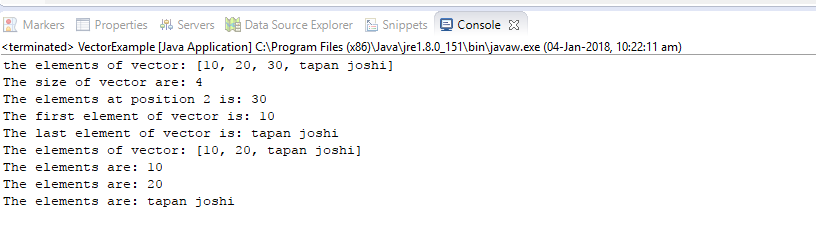 Markers Properties Servers Data Source Explorer Snippets Console
<terminated> VectorExample [Java Application] C:\Program Files (x86)\Java\jre1.8.0_151\bin\javaw.exe (04-Jan-2018, 10:22:11 am)
the elements of vector: [10, 20, 30, tapan joshi]
The size of vector are: 4
The elements at position 2 is: 30
The first element of vector is: 10
The last element of vector is: tapan joshi
The elements of vector: [10, 20, tapan joshi]
The elements are: 10
The elements are: 20
The elements are: tapan joshi